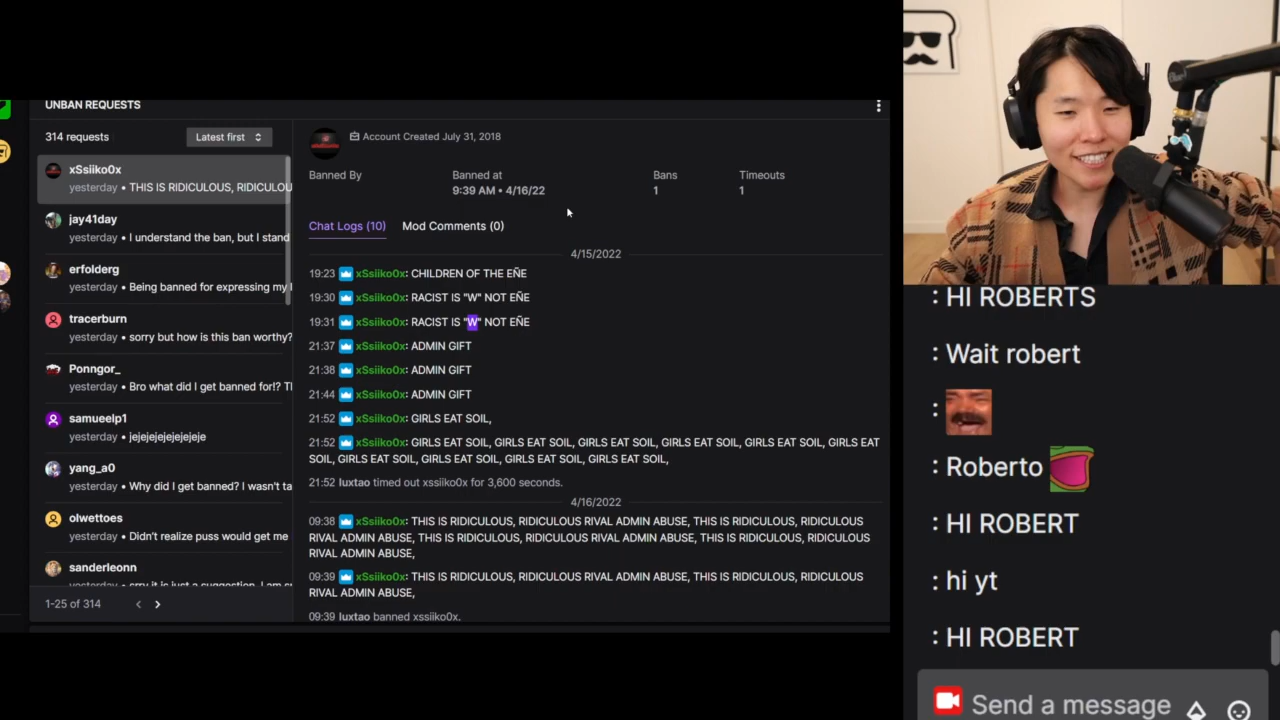 UNBAN REQUESTS
314 requests
Latest first
xSsiiko0x
yesterday • THIS IS RIDICULOUS, RIDICULOU
jay41day
yesterday • I understand the ban, but I stand
erfolderg
yesterday • Being banned for expressing my
tracerburn
yesterday • sorry but how is this ban worthy?
Ponngor_
yesterday • Bro what did I get banned for!?
samueelp1
yesterday • jejejejejejejeje
yang_a0
yesterday • Why did I get banned? I wasn't ta
olwettoes
yesterday • Didn't realize puss would get me
sanderleonn
1-25 of 314
Account Created July 31, 2018
Banned By
Banned at
9:39 AM • 4/16/22
Bans
1
Timeouts
1
Chat Logs (10)
Mod Comments (0)
4/15/2022
19:23 xSsiiko0x: CHILDREN OF THE EÑE
19:30 xSsiiko0x: RACIST IS "W" NOT EÑE
19:31 xSsiiko0x: RACIST IS "W" NOT EÑE
21:37 xSsiiko0x: ADMIN GIFT
21:38 xSsiiko0x: ADMIN GIFT
21:44 xSsiiko0x: ADMIN GIFT
21:52 xSsiiko0x: GIRLS EAT SOIL,
21:52 xSsiiko0x: GIRLS EAT SOIL, GIRLS EAT SOIL, GIRLS EAT SOIL, GIRLS EAT SOIL, GIRLS EAT SOIL, GIRLS EAT
SOIL, GIRLS EAT SOIL, GIRLS EAT SOIL, GIRLS EAT SOIL, GIRLS EAT SOIL,
21:52 luxtao timed out xssiiko0x for 3,600 seconds.
4/16/2022
09:38 xSsiiko0x: THIS IS RIDICULOUS, RIDICULOUS RIVAL ADMIN ABUSE, THIS IS RIDICULOUS, RIDICULOUS
RIVAL ADMIN ABUSE, THIS IS RIDICULOUS, RIDICULOUS RIVAL ADMIN ABUSE, THIS IS RIDICULOUS, RIDICULOUS
RIVAL ADMIN ABUSE,
09:39 xSsiiko0x: THIS IS RIDICULOUS, RIDICULOUS RIVAL ADMIN ABUSE, THIS IS RIDICULOUS, RIDICULOUS
RIVAL ADMIN ABUSE,
09:39 luxtao banned xssiiko0x.
: HI ROBERTS
: Wait robert
:
: Roberto
: HI ROBERT
: hi yt
: HI ROBERT
Send a message